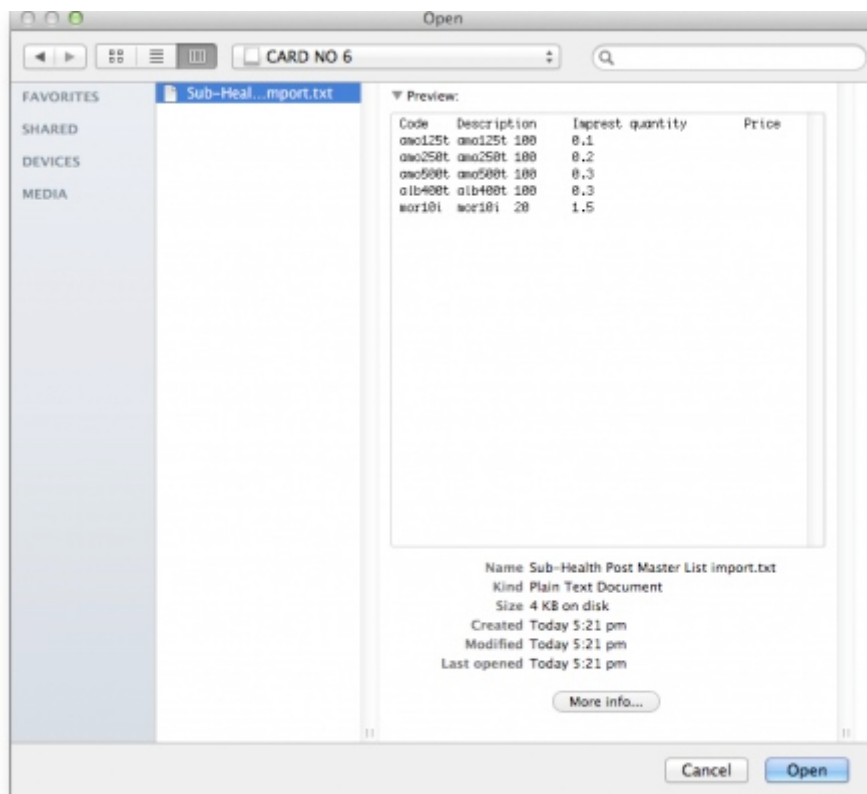 Open
CARD NO 6
FAVORITES
SHARED
DEVICES
MEDIA
Sub-Heal...mport.txt
Preview:
Code Description Imprest quantity Price
amo125t amo125t 100 0.1
amo250t amo250t 100 0.2
amo500t amo500t 100 0.3
alb400t alb400t 100 0.3
mor10i mor10i 20 1.5
Name Sub-Health Post Master List import.txt
Kind Plain Text Document
Size 4 KB on disk
Created Today 5:21 pm
Modified Today 5:21 pm
Last opened Today 5:21 pm
More info...
Cancel Open